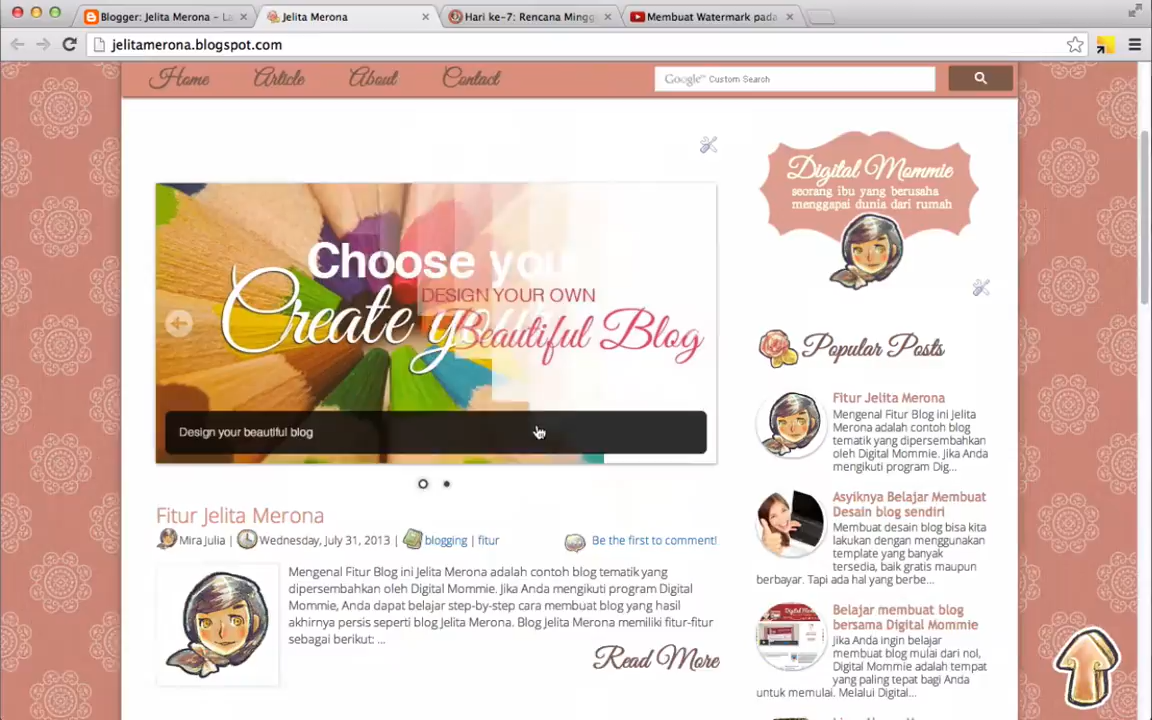 Blogger: Jelita Merona - La
Jelita Merona
Hari ke-7: Rencana Mingg
Membuat Watermark pada
jelitamerona.blogspot.com
Home
Article
About
Contact
Google™ Custom Search
Digital Mommie
seorang ibu yang berusaha
menggapai dunia dari rumah
Choose you
DESIGN YOUR OWN
Create yo
Beautiful Blog
Design your beautiful blog
Popular Posts
Fitur Jelita Merona
Mengenal Fitur Blog ini Jelita
Merona adalah contoh blog
tematik yang dipersembahkan
oleh Digital Mommie. Jika Anda
mengikuti program Dig...
Asyiknya Belajar Membuat
Desain blog sendiri
Membuat desain blog bisa kita
lakukan dengan menggunakan
template yang banyak
tersedia, baik gratis maupun
berbayar. Tapi ada hal yang berbe...
Belajar membuat blog
bersama Digital Mommie
Jika Anda ingin belajar
membuat blog mulai dari nol,
Digital Mommie adalah tempat
yang paling tepat bagi Anda
untuk memulai. Melalui Digital...
Fitur Jelita Merona
Mira Julia | Wednesday, July 31, 2013 | blogging | fitur
Be the first to comment!
Mengenal Fitur Blog ini Jelita Merona adalah contoh blog tematik yang
dipersembahkan oleh Digital Mommie. Jika Anda mengikuti program Digital
Mommie, Anda dapat belajar step-by-step cara membuat blog yang hasil
akhirnya persis seperti blog Jelita Merona. Blog Jelita Merona memiliki fitur-fitur
sebagai berikut: ...
Read More